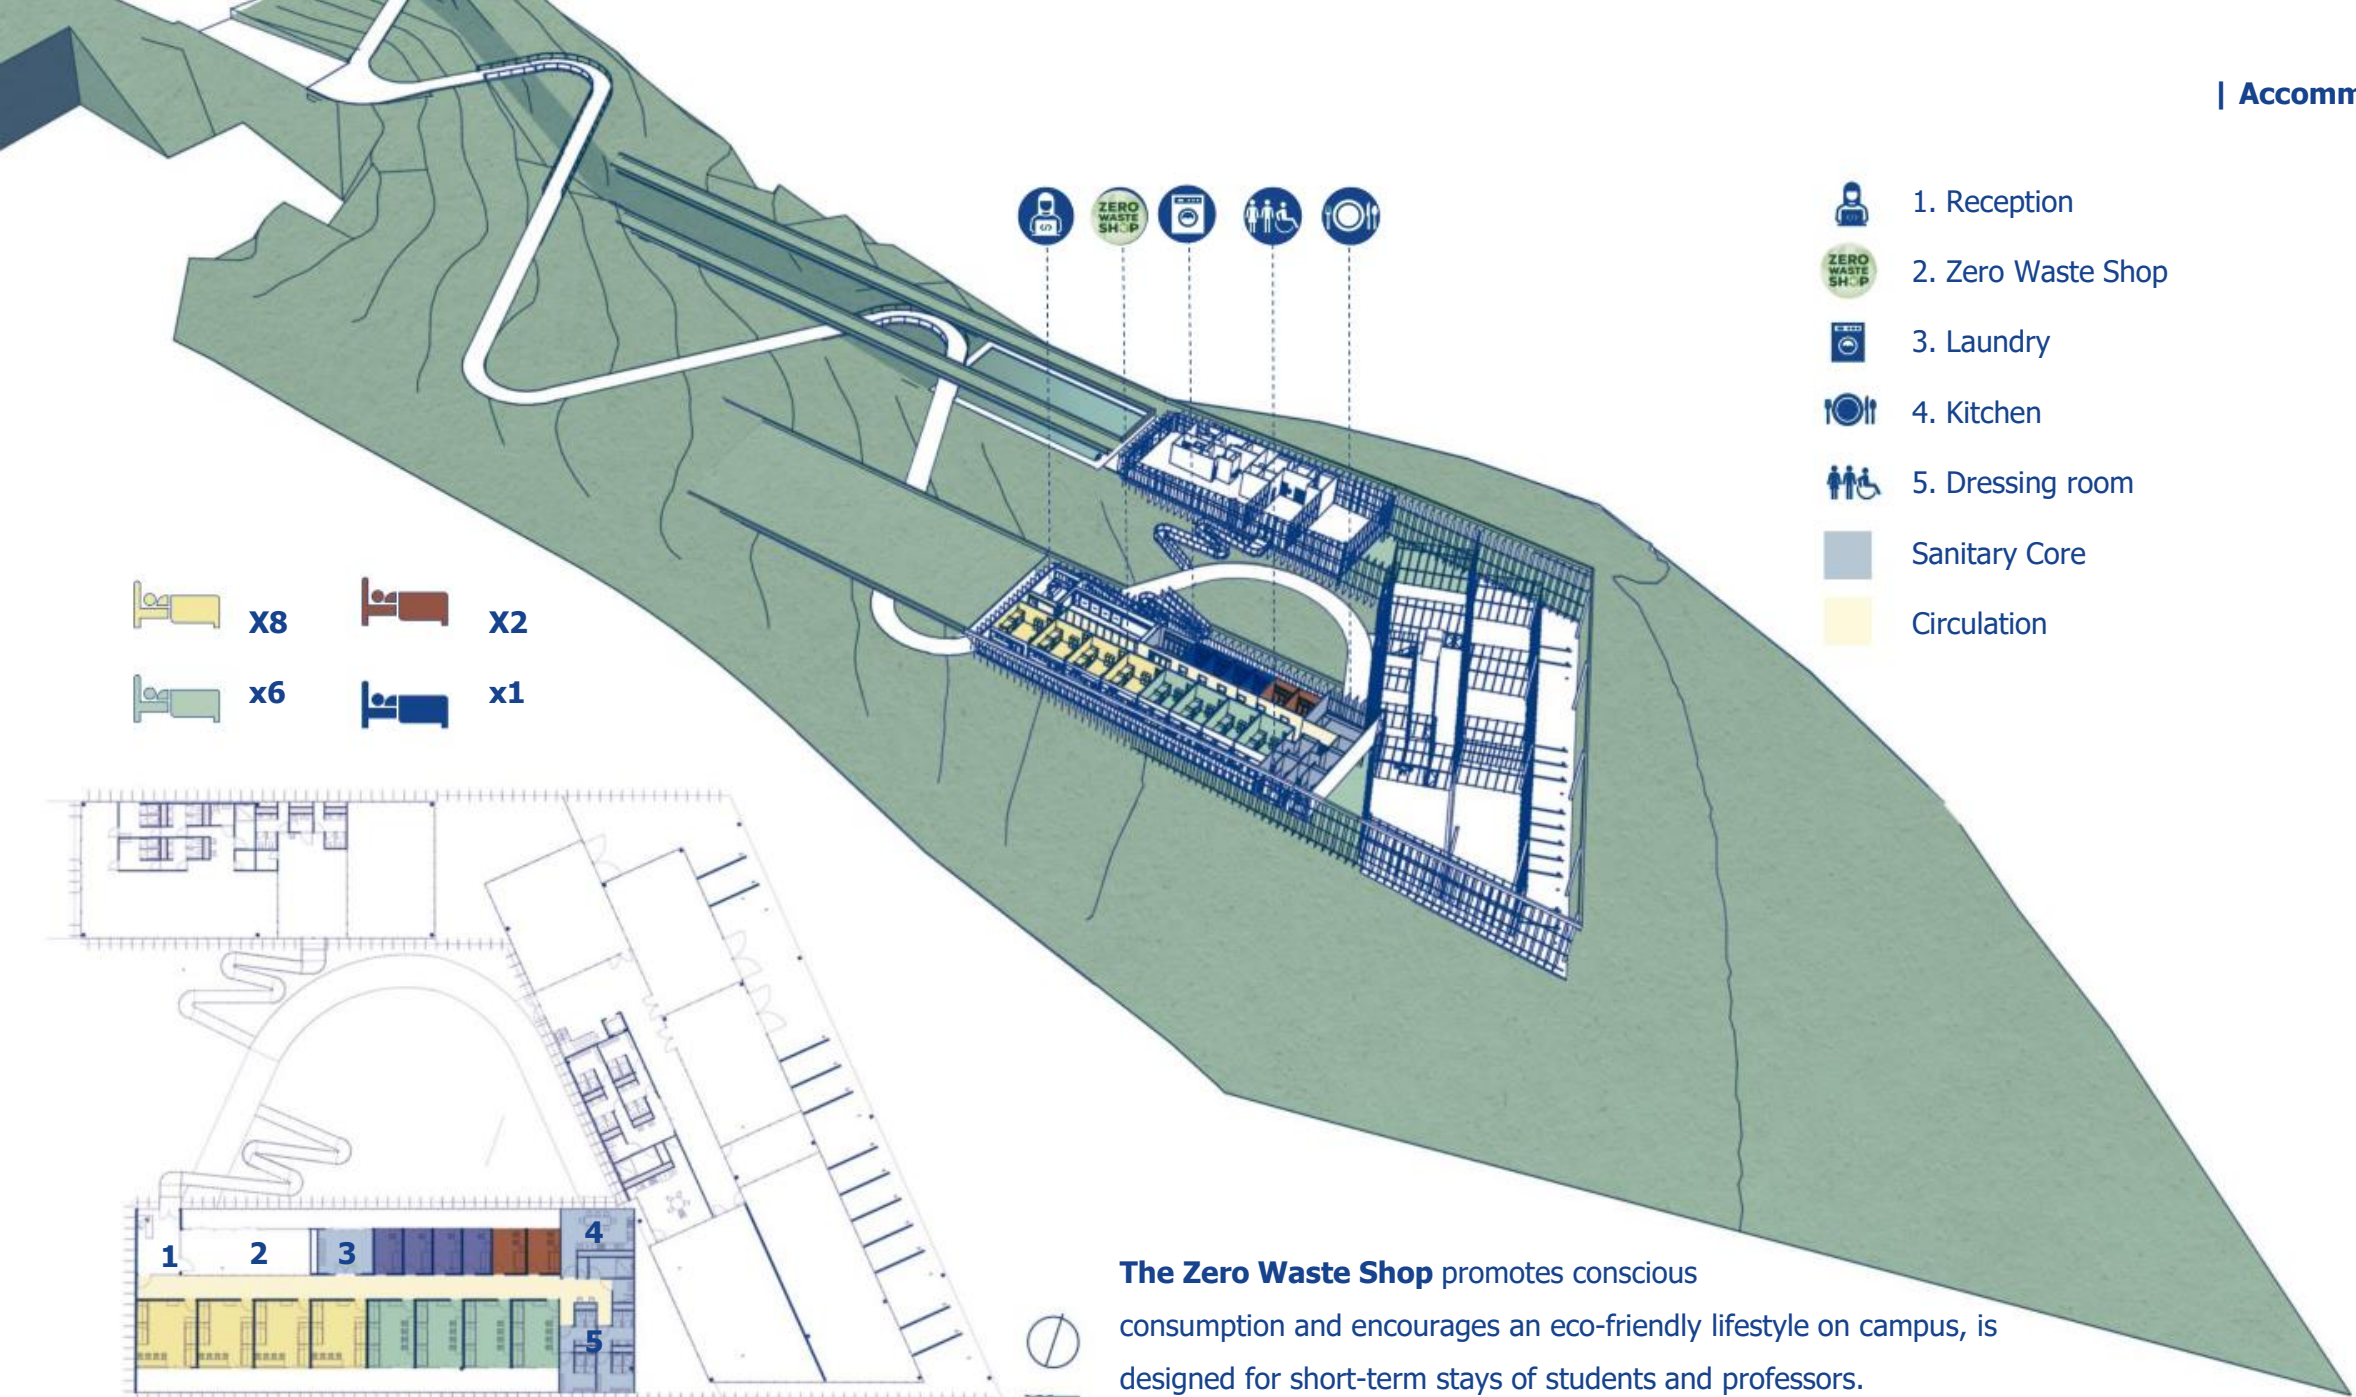 | Accomm
ZERO
WASTE
SHOP
1. Reception
ZERO
WASTE
SHOP
2. Zero Waste Shop
3. Laundry
4. Kitchen
5. Dressing room
Sanitary Core
Circulation
X8
X2
x6
x1
1
2
3
4
5
The Zero Waste Shop promotes conscious
consumption and encourages an eco-friendly lifestyle on campus, is
designed for short-term stays of students and professors.